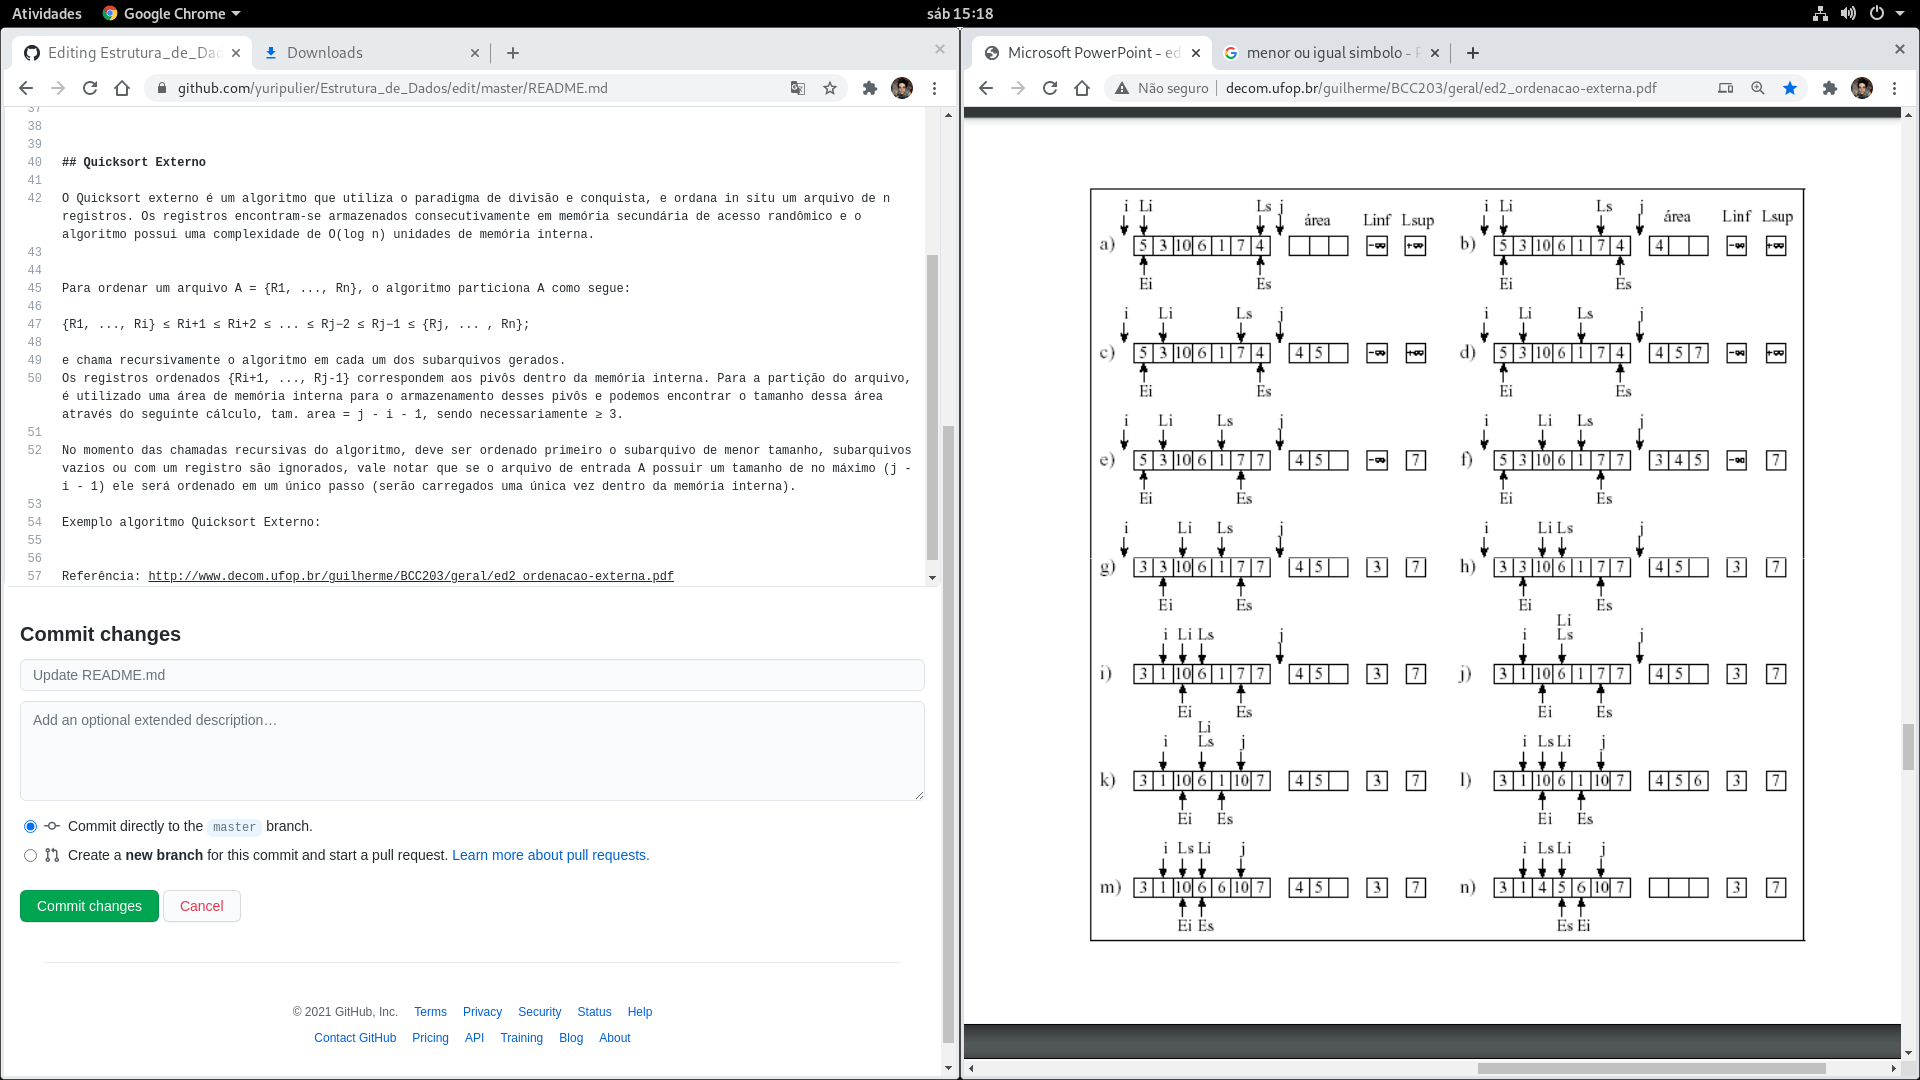 Atividades
Google Chrome
sáb 15:18
Editing Estrutura_de_Dad
Downloads
github.com/yuripulier/Estrutura_de_Dados/edit/master/README.md
37
38
39
40 ## Quicksort Externo
41
42 O Quicksort externo é um algoritmo que utiliza o paradigma de divisão e conquista, e ordana in situ um arquivo de n
registros. Os registros encontram-se armazenados consecutivamente em memória secundária de acesso randômico e o
algoritmo possui uma complexidade de O(log n) unidades de memória interna.
43
44
45 Para ordenar um arquivo A = {R1, ..., Rn}, o algoritmo particiona A como segue:
46
47 {R1, ..., Ri} ≤ Ri+1 ≤ Ri+2 ≤ ... ≤ Rj−2 ≤ Rj−1 ≤ {Rj, ... , Rn};
48
49 e chama recursivamente o algoritmo em cada um dos subarquivos gerados.
50 Os registros ordenados {Ri+1, ..., Rj-1} correspondem aos pivôs dentro da memória interna. Para a partição do arquivo,
é utilizado uma área de memória interna para o armazenamento desses pivôs e podemos encontrar o tamanho dessa área
através do seguinte cálculo, tam. area = j - i - 1, sendo necessariamente ≥ 3.
51
52 No momento das chamadas recursivas do algoritmo, deve ser ordenado primeiro o subarquivo de menor tamanho, subarquivos
vazios ou com um registro são ignorados, vale notar que se o arquivo de entrada A possuir um tamanho de no máximo (j -
i - 1) ele será ordenado em um único passo (serão carregados uma única vez dentro da memória interna).
53
54 Exemplo algoritmo Quicksort Externo:
55
56
57 Referência: http://www.decom.ufop.br/guilherme/BCC203/geral/ed2_ordenacao-externa.pdf
Commit changes
Update README.md
Add an optional extended description…
Commit directly to the master branch.
Create a new branch for this commit and start a pull request. Learn more about pull requests.
Commit changes
Cancel
© 2021 GitHub, Inc. Terms Privacy Security Status Help
Contact GitHub Pricing API Training Blog About
Microsoft PowerPoint - ed
menor ou igual simbolo - P
Não seguro
decom.ufop.br/guilherme/BCC203/geral/ed2_ordenacao-externa.pdf
i Li Ls j área Linf Lsup
a) 5 3 10 6 1 7 4 -∞ +∞
Ei Es
i Li Ls j área Linf Lsup
b) 5 3 10 6 1 7 4 4 -∞ +∞
Ei Es
i Li Ls j
c) 5 3 10 6 1 7 4 4 5 -∞ +∞
Ei Es
i Li Ls j
d) 5 3 10 6 1 7 4 4 5 7 -∞ +∞
Ei Es
i Li Ls j
e) 5 3 10 6 1 7 7 4 5 -∞ 7
Ei Es
i Li Ls j
f) 5 3 10 6 1 7 7 3 4 5 -∞ 7
Ei Es
i Li Ls j
g) 3 3 10 6 1 7 7 4 5 3 7
Ei Es
i Li Ls j
h) 3 3 10 6 1 7 7 4 5 3 7
Ei Es
i Li Ls j
i) 3 1 10 6 1 7 7 4 5 3 7
Ei Es
Li
i Ls j
j) 3 1 10 6 1 7 7 4 5 3 7
Ei Es
Li
i Ls j
k) 3 1 10 6 1 10 7 4 5 3 7
Ei Es
i Ls Li j
l) 3 1 10 6 1 10 7 4 5 6 3 7
Ei Es
i Ls Li j
m) 3 1 10 6 6 10 7 4 5 3 7
Ei Es
i Ls Li j
n) 3 1 4 5 6 10 7 3 7
Es Ei